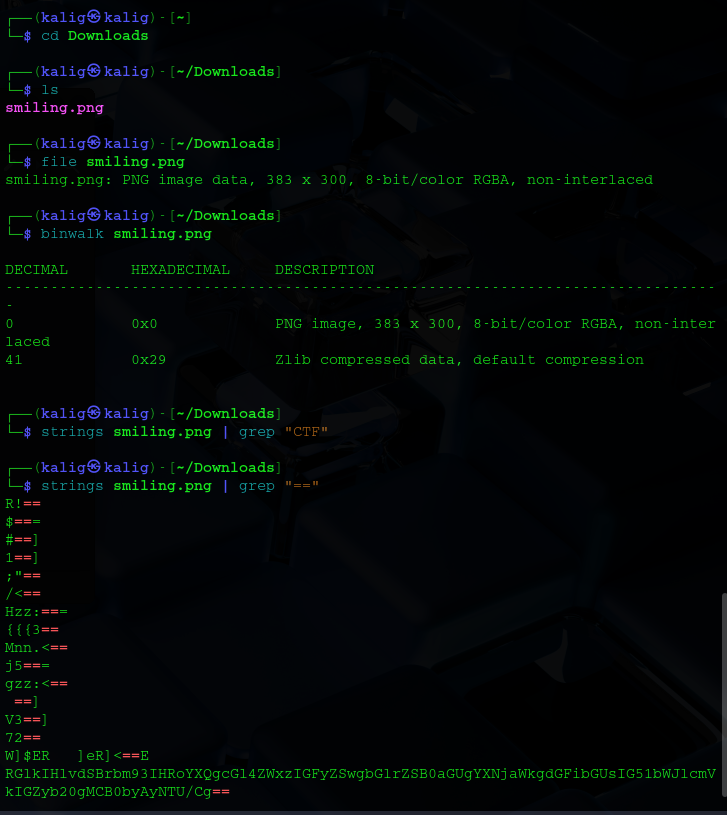 ┌──(kalig㉿kalig)-[~]
└─$ cd Downloads
┌──(kalig㉿kalig)-[~/Downloads]
└─$ ls
smiling.png
┌──(kalig㉿kalig)-[~/Downloads]
└─$ file smiling.png
smiling.png: PNG image data, 383 x 300, 8-bit/color RGBA, non-interlaced
┌──(kalig㉿kalig)-[~/Downloads]
└─$ binwalk smiling.png
DECIMAL       HEXADECIMAL     DESCRIPTION
-------------------------------------------------------------------------------
-
0             0x0             PNG image, 383 x 300, 8-bit/color RGBA, non-inter
laced
41            0x29            Zlib compressed data, default compression
┌──(kalig㉿kalig)-[~/Downloads]
└─$ strings smiling.png | grep "CTF"
┌──(kalig㉿kalig)-[~/Downloads]
└─$ strings smiling.png | grep "=="
R!==
$===
#==]
1==]
;"==
/<==
Hzz:===
{{{3==
Mnn.<==
j5===
gzz:<==
 ==]
V3==]
72==
W]$ER   ]eR]<==E
RGlkIHlvdSBrbm93IHRoYXQgcGl4ZWxzIGFyZSwgbGlrZSB0aGUgYXNjaWkgdGFibGUsIG51bWJlcmV
kIGZyb20gMCB0byAyNTU/Cg==